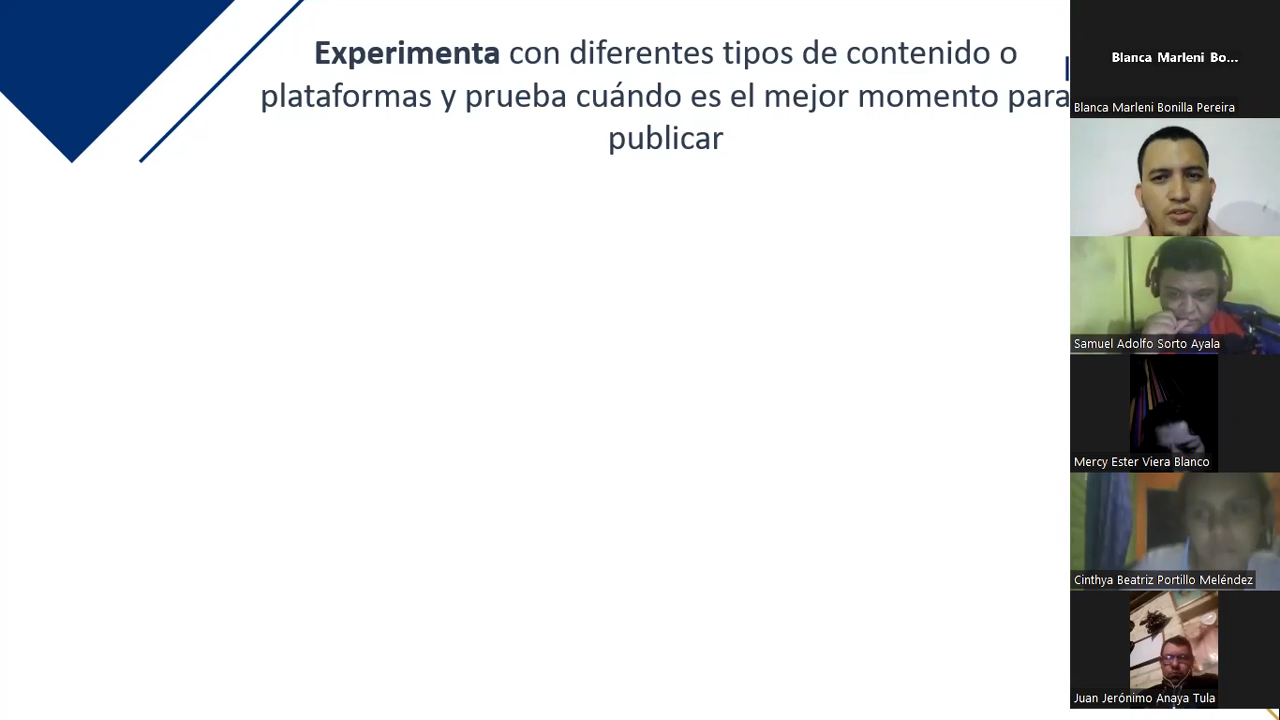 Experimenta con diferentes tipos de contenido o
plataformas y prueba cuándo es el mejor momento para
publicar
Blanca Marleni Bo...
Blanca Marleni Bonilla Pereira
Samuel Adolfo Sorto Ayala
Mercy Ester Viera Blanco
Cinthya Beatriz Portillo Meléndez
Juan Jerónimo Anaya Tula